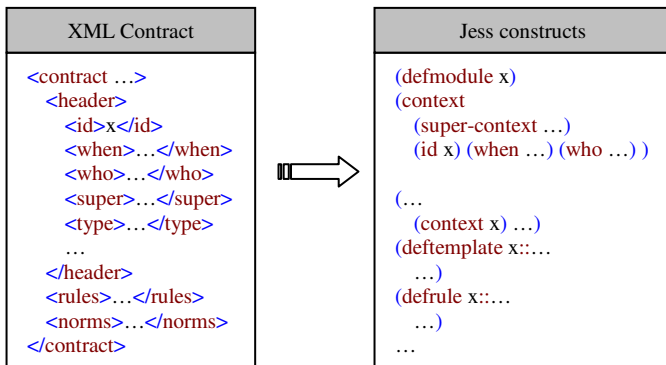 XML Contract
<contract …>
<header>
<id>x</id>
<when>…</when>
<who>…</who>
<super>…</super>
<type>…</type>
…
</header>
<rules>…</rules>
<norms>…</norms>
</contract>
Jess constructs
(defmodule x)
(context
(super-context …)
(id x) (when …) (who …) )
(…
(context x) …)
(deftemplate x::…
…)
(defrule x::…
…)
…